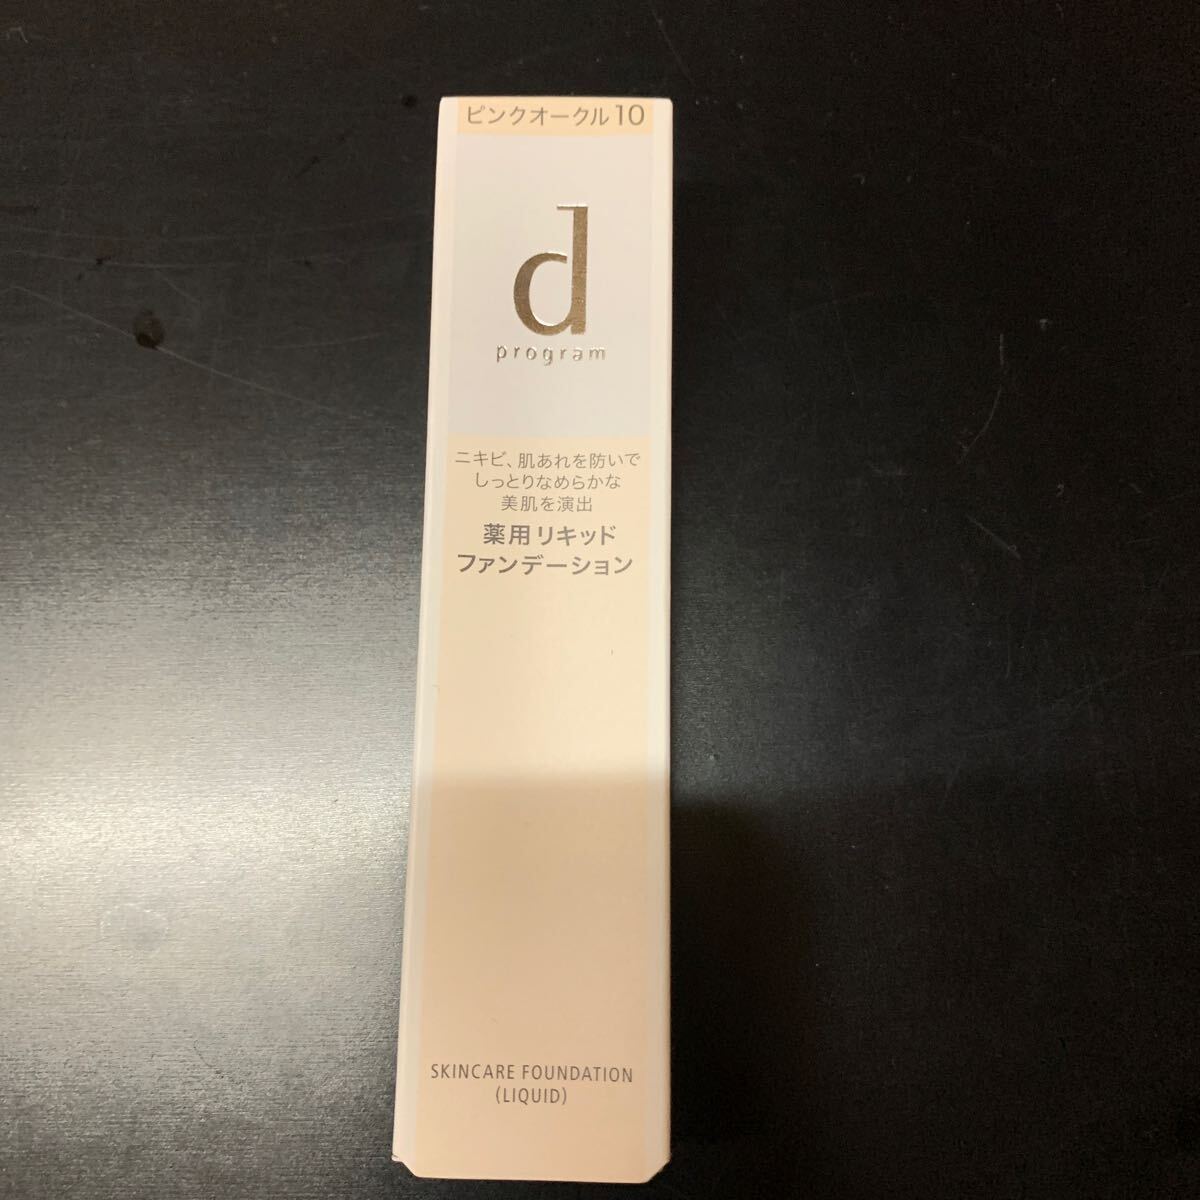 ピンクオークル10
d
program
ニキビ、肌あれを防いで
しっとりなめらかな
美肌を演出
薬用リキッド
ファンデーション
SKINCARE FOUNDATION
(LIQUID)